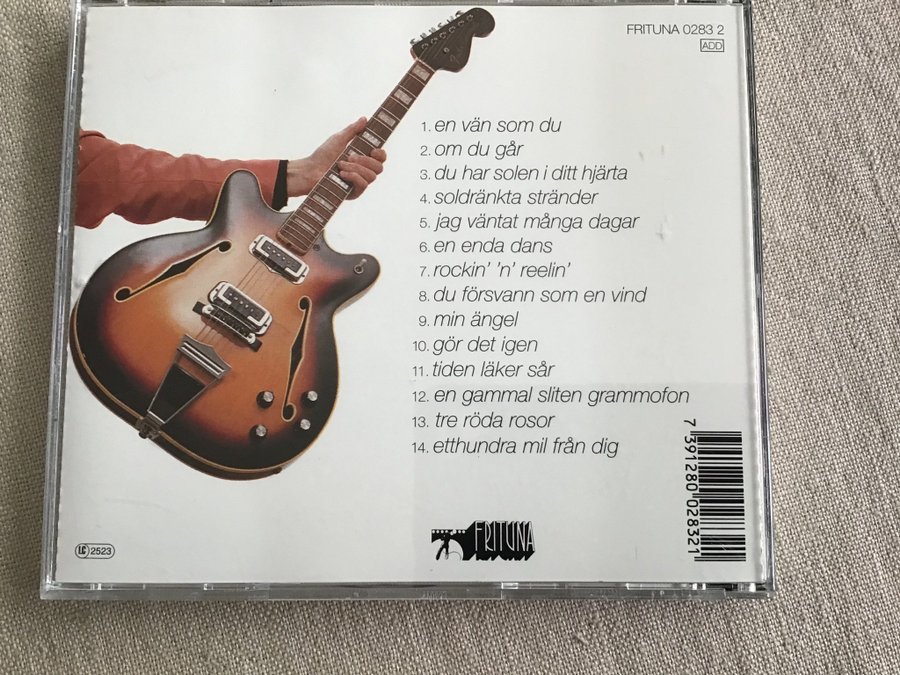 FRITUNA 0283 2
ADD
1. en vän som du
2. om du går
3. du har solen i ditt hjärta
4. soldränkta stränder
5. jag väntat många dagar
6. en enda dans
7. rockin' 'n' reelin'
8. du försvann som en vind
9. min ängel
10. gör det igen
11. tiden läker sår
12. en gammal sliten grammofon
13. tre röda rosor
14. etthundra mil från dig
7 391280 028321
LC 2523
FRITUNA